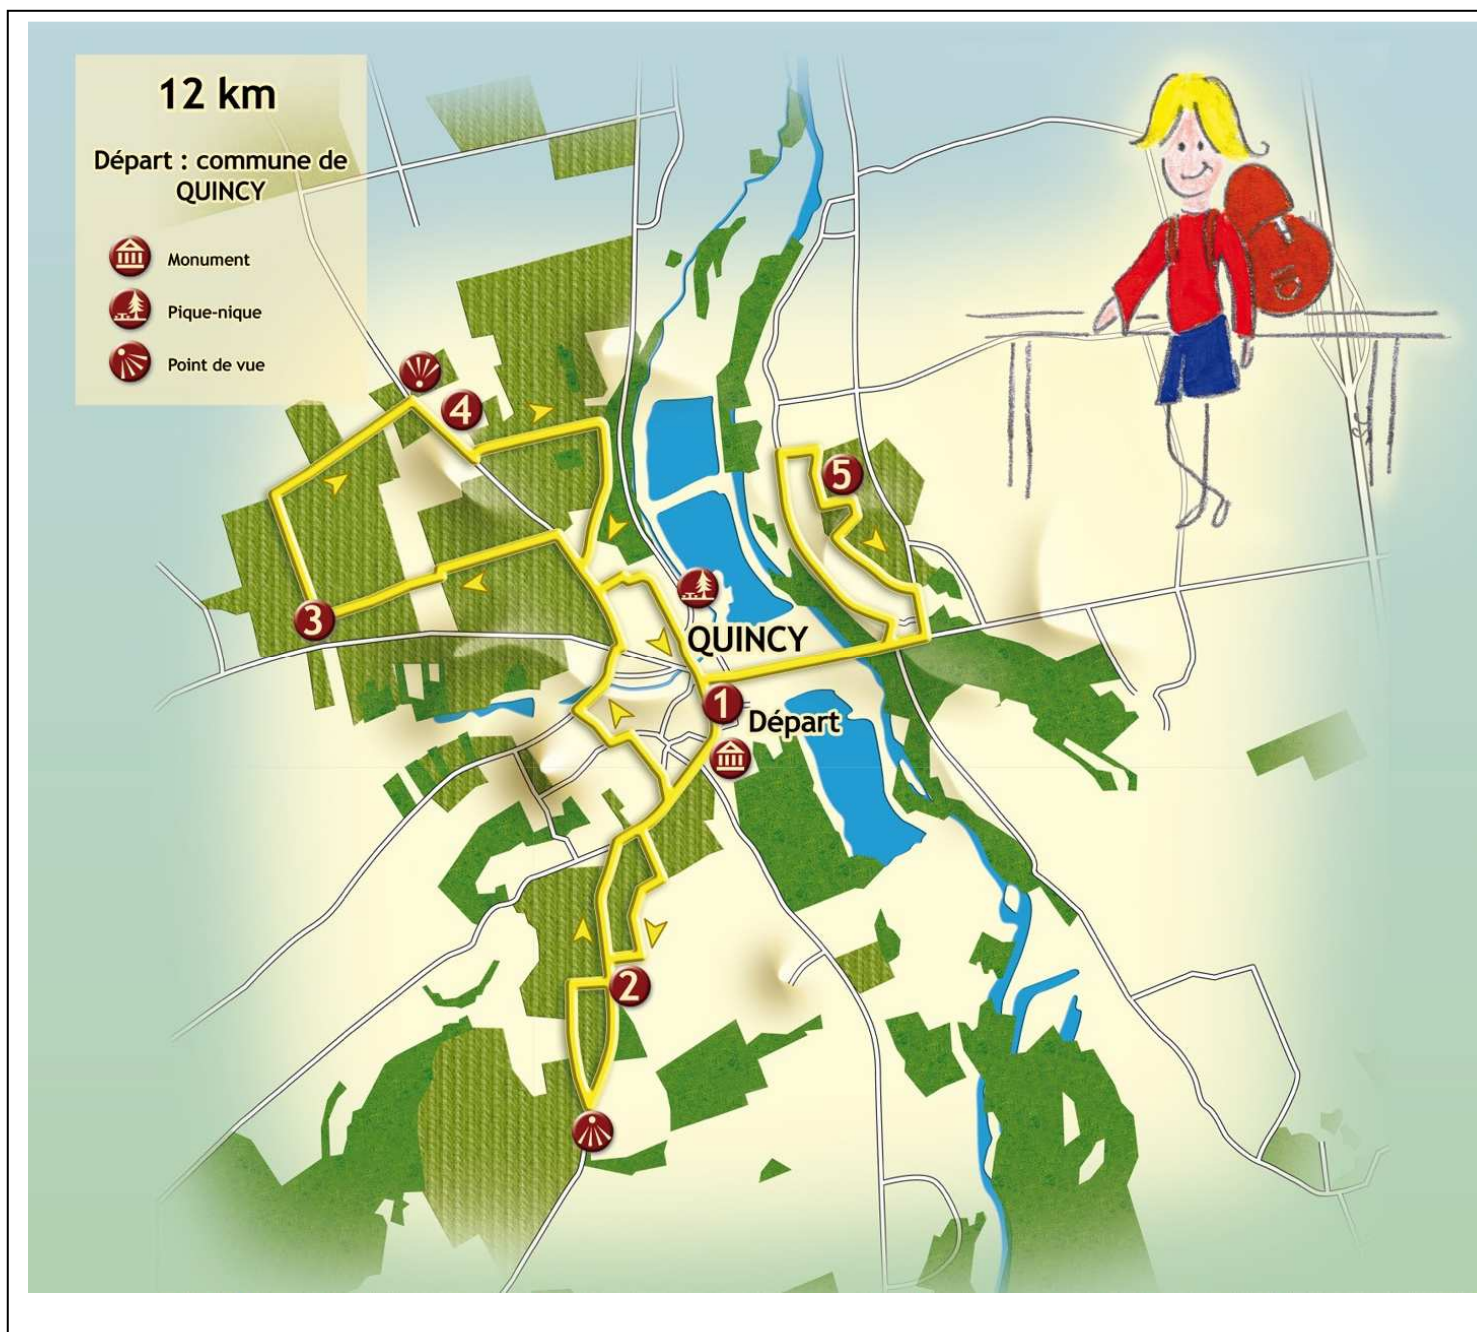 12 km
Départ : commune de
QUINCY
Monument
Pique-nique
Point de vue
4
5
3
QUINCY
1
Départ
2